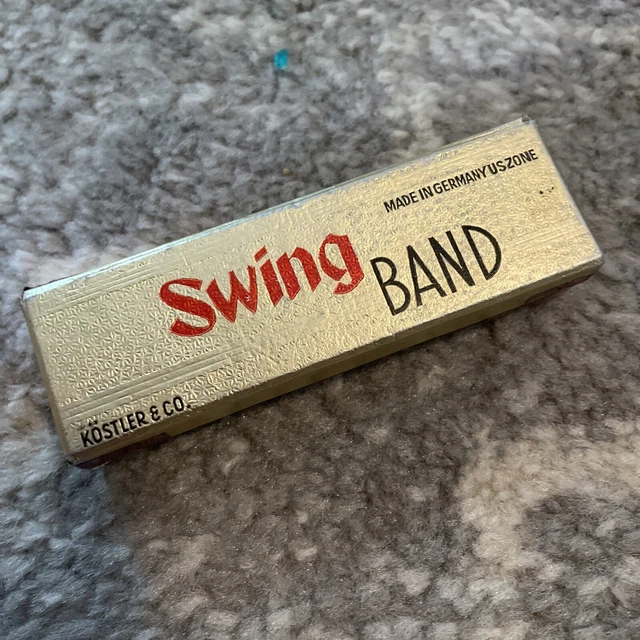 MADE IN GERMANY US ZONE
Swing BAND
KÖSTLER & CO.